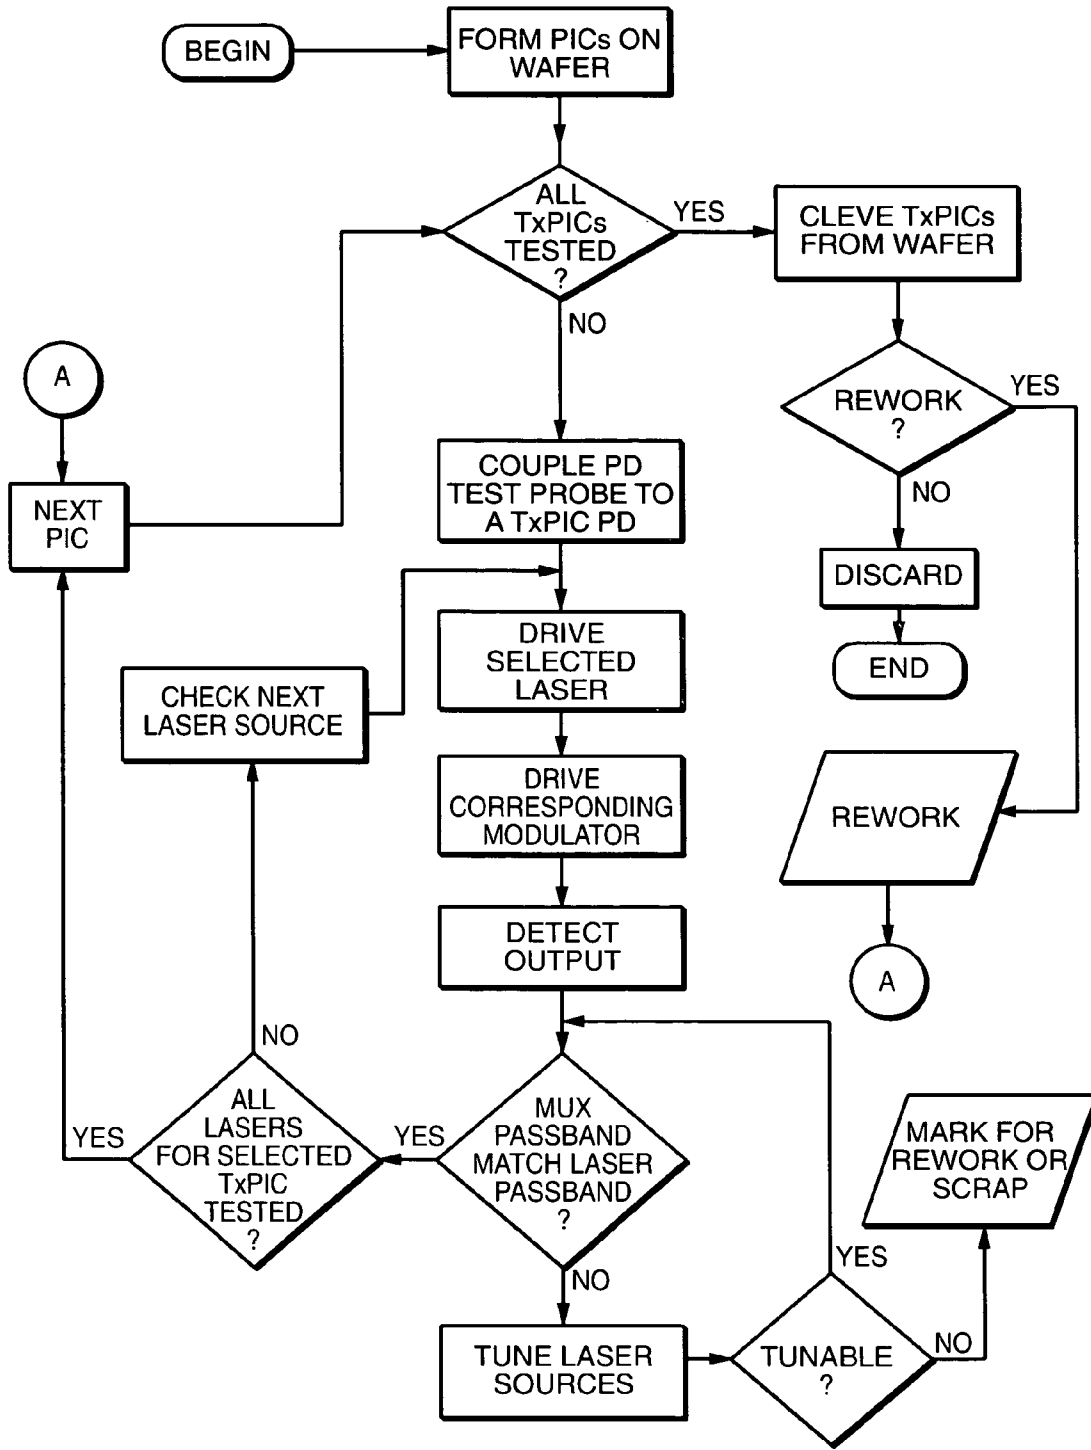 BEGIN
FORM PICs ON
WAFER
ALL
TxPICs
TESTED
?
YES
CLEVE TxPICs
FROM WAFER
NO
A
REWORK
?
YES
NO
NEXT
PIC
COUPLE PD
TEST PROBE TO
A TxPIC PD
DISCARD
END
DRIVE
SELECTED
LASER
CHECK NEXT
LASER SOURCE
DRIVE
CORRESPONDING
MODULATOR
REWORK
DETECT
OUTPUT
A
NO
ALL
LASERS
FOR SELECTED
TxPIC
TESTED
?
YES
YES
MUX
PASSBAND
MATCH LASER
PASSBAND
?
NO
MARK FOR
REWORK OR
SCRAP
YES
TUNE LASER
SOURCES
TUNABLE
?
NO